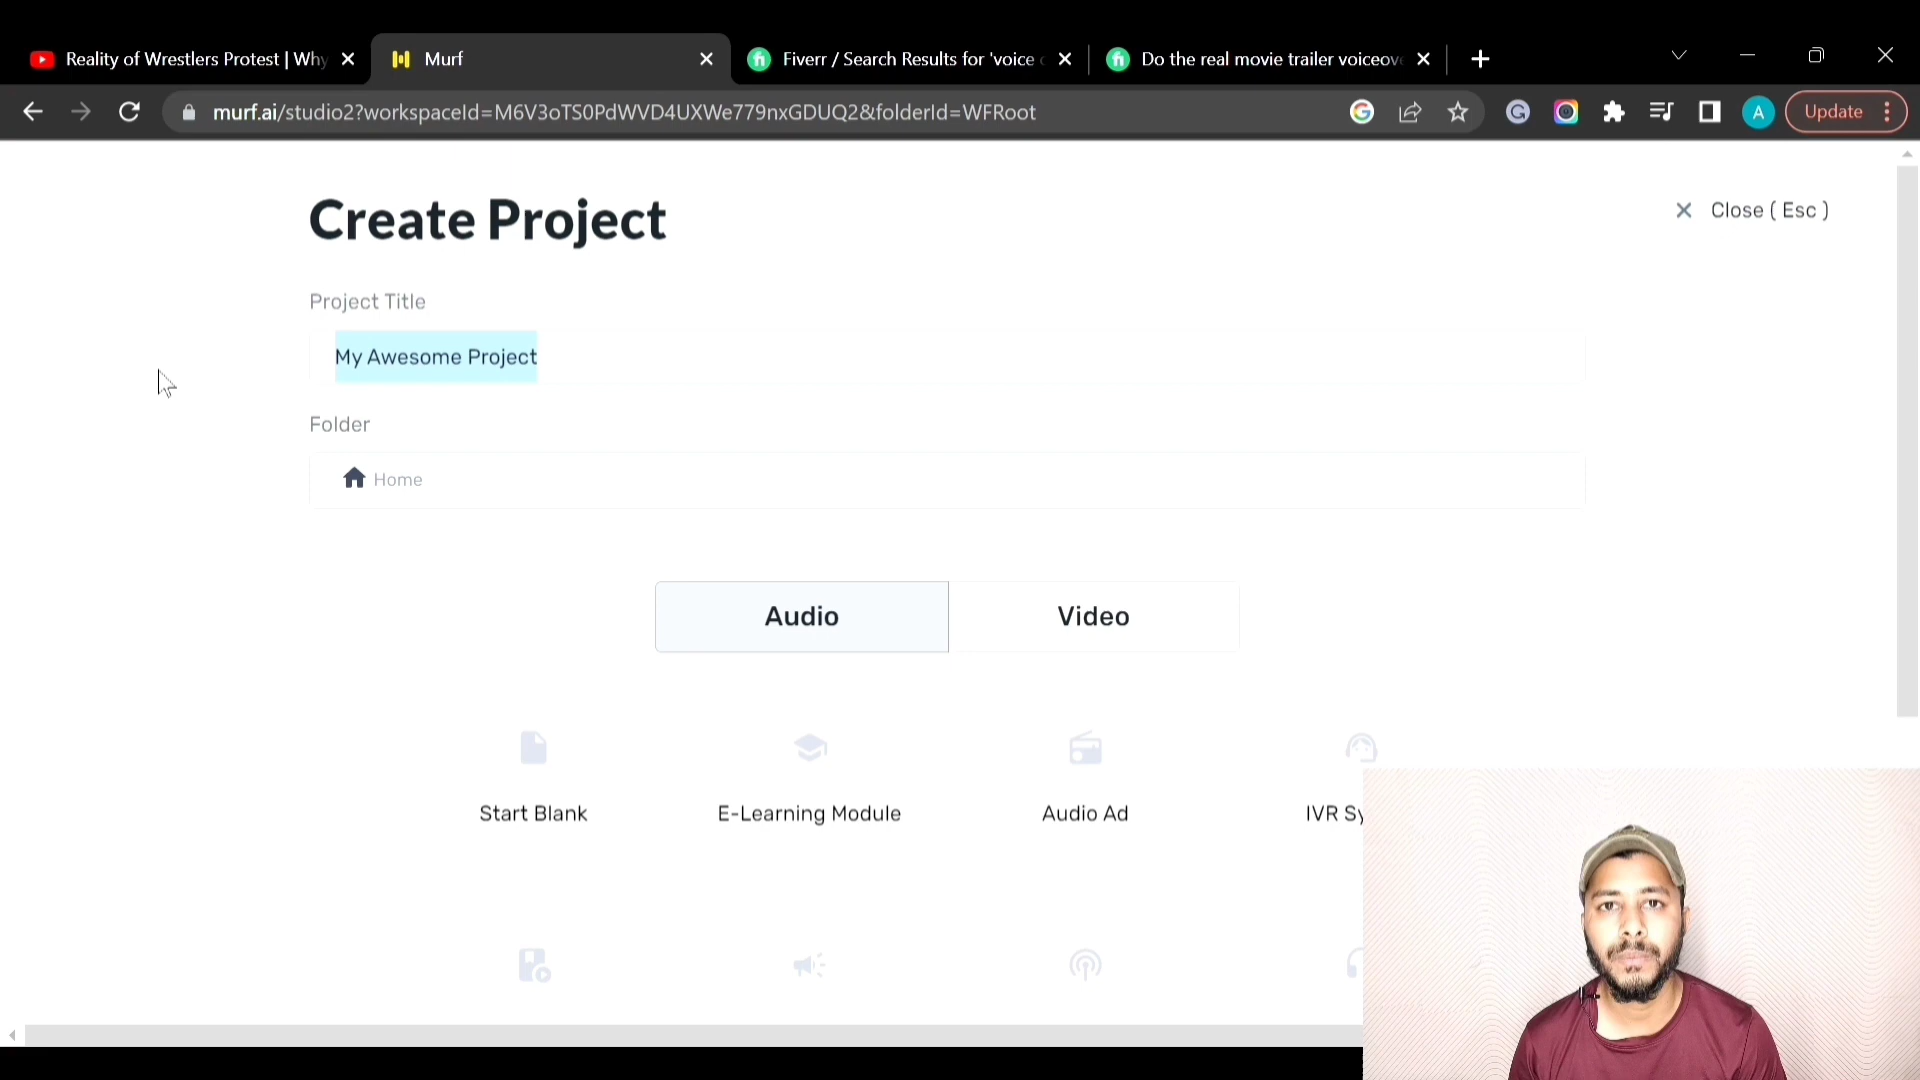 Reality of Wrestlers Protest | Why
Murf
Fiverr / Search Results for 'voice o
Do the real movie trailer voiceove
murf.ai/studio2?workspaceId=M6V3oTS0PdWVD4UXWe779nxGDUQ2&folderId=WFRoot
A
Update
Create Project
Close ( Esc )
Project Title
My Awesome Project
Folder
Home
Audio
Video
Start Blank
E-Learning Module
Audio Ad
IVR Sy